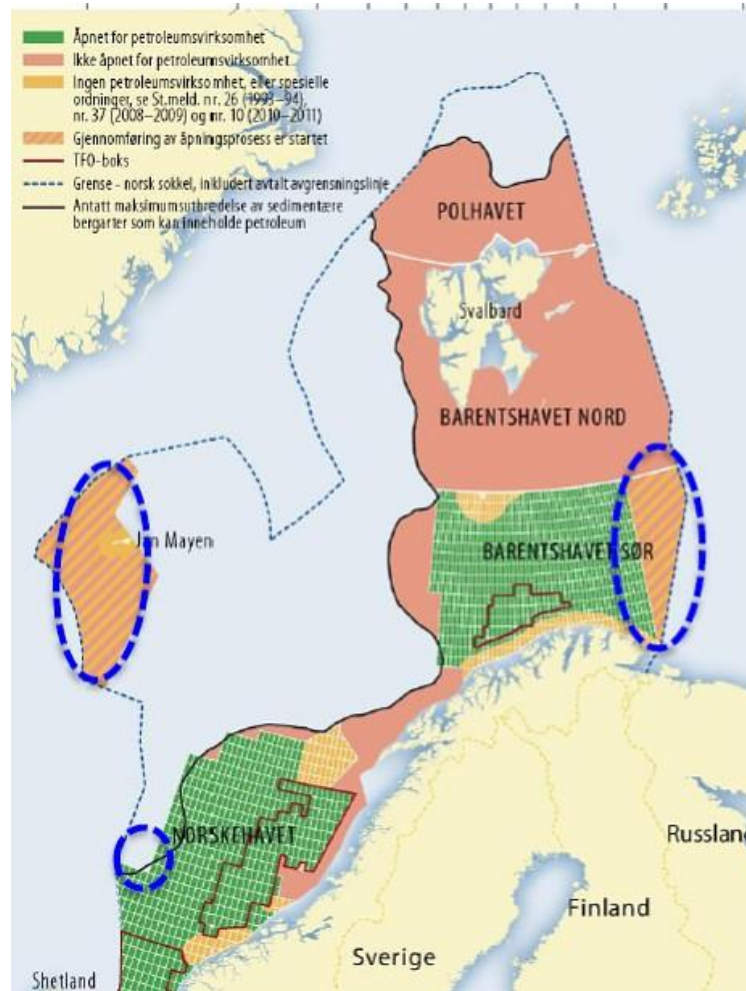 Åpnet for petroleumsvirksomhet
Ikke åpnet for petroleumsvirksomhet
Ingen petroleumsvirksomhet, eller spesielle
ordninger, se St.meld. nr. 26 (1993–94),
nr. 37 (2008–2009) og nr. 10 (2010–2011)
Gjennomføring av åpningsprosess er startet
TFO-boks
Grense - norsk sokkel, inkludert avtalt avgrensningslinje
Antatt maksimumsutbredelse av sedimentære
bergarter som kan inneholde petroleum
POLHAVET
Svalbard
BARENTSHAVET NORD
Jan Mayen
BARENTSHAVET SØR
NORSKEHAVET
Russland
Finland
Sverige
Shetland